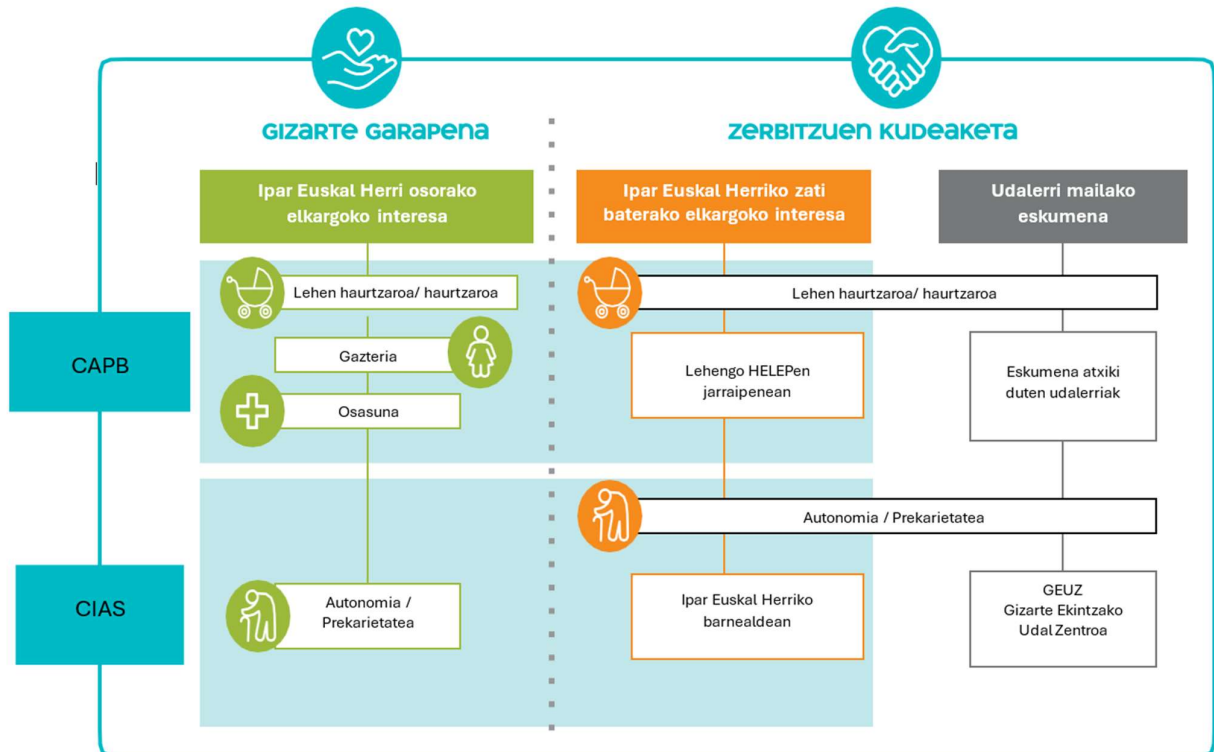 GIZARTE GARAPENA
ZERBITZUEN KUDEAKETA
Ipar Euskal Herri osorako
elkargoko interesa
Ipar Euskal Herriko zati
baterako elkargoko interesa
Udalerri mailako
eskumena
CAPB
Lehen haurtzaroa/ haurtzaroa
Gazteria
Osasuna
Lehen haurtzaroa/ haurtzaroa
Lehengo HELEPen
jarraipenean
Eskumena atxiki
duten udalerriak
CIAS
Autonomia /
Prekarietatea
Autonomia / Prekarietatea
Ipar Euskal Herriko
barnealdean
GEUZ
Gizarte Ekintzako
Udal Zentroa